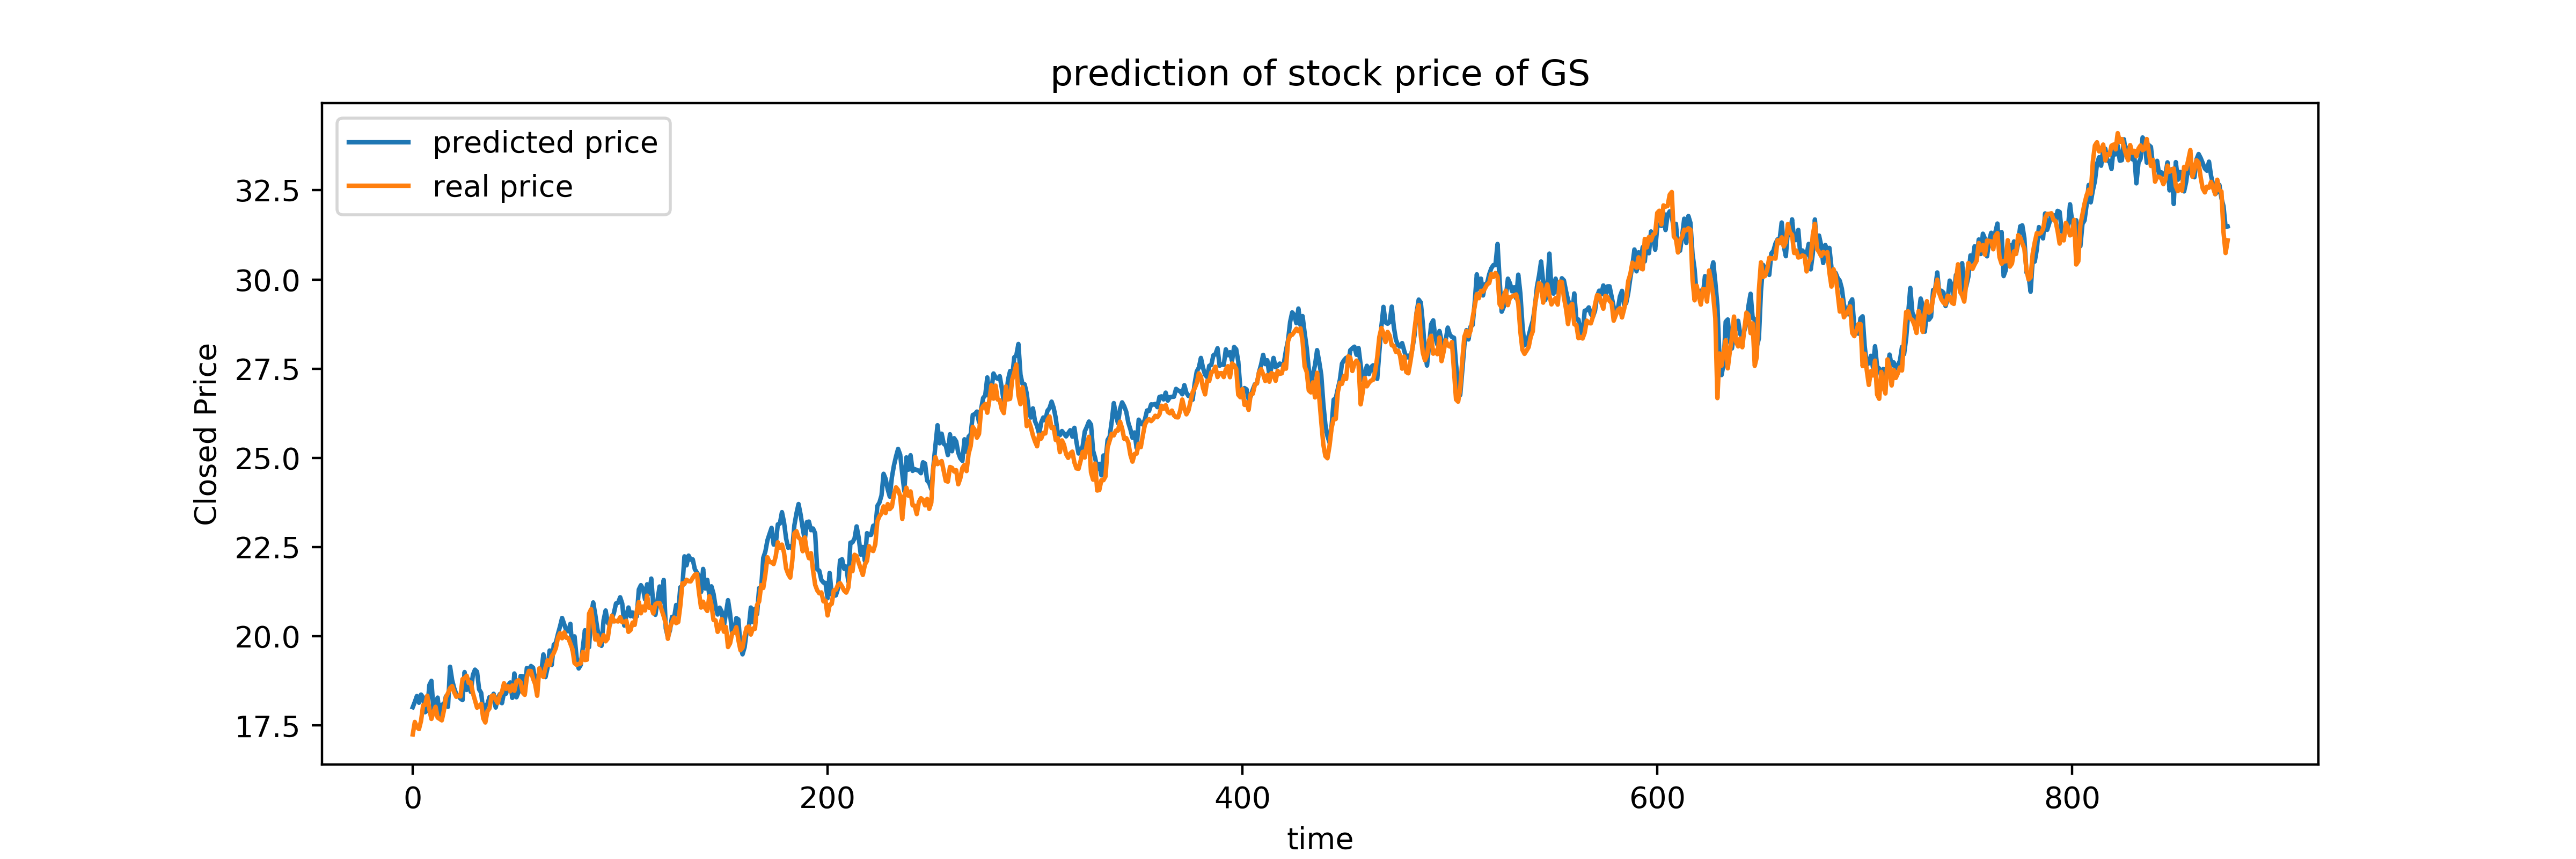 prediction of stock price of GS
predicted price
real price
Closed Price
32.5
30.0
27.5
25.0
22.5
20.0
17.5
0 200 400 600 800
time